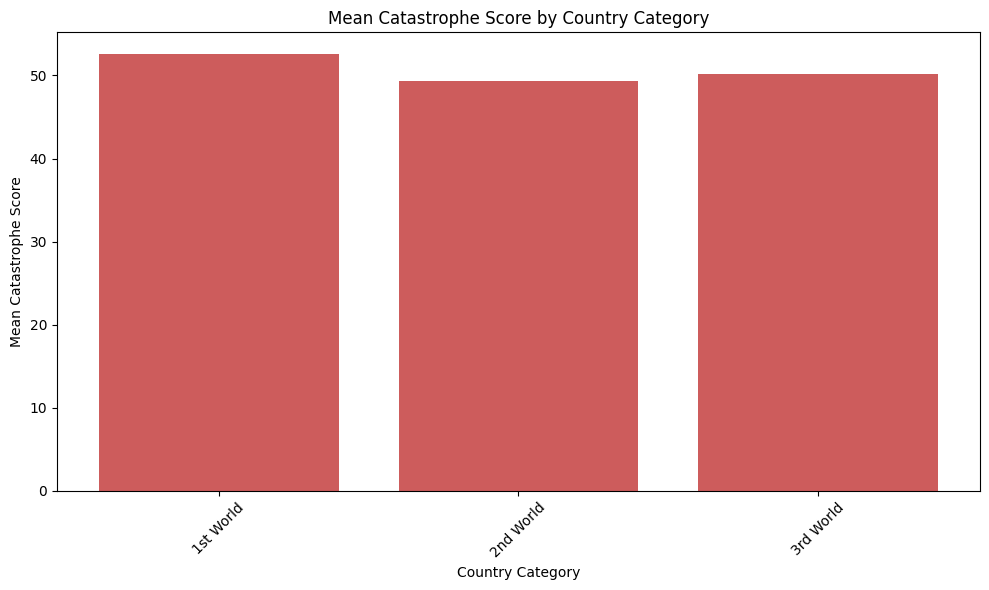 Mean Catastrophe Score by Country Category
Mean Catastrophe Score
50
40
30
20
10
0
1st World
2nd World
3rd World
Country Category